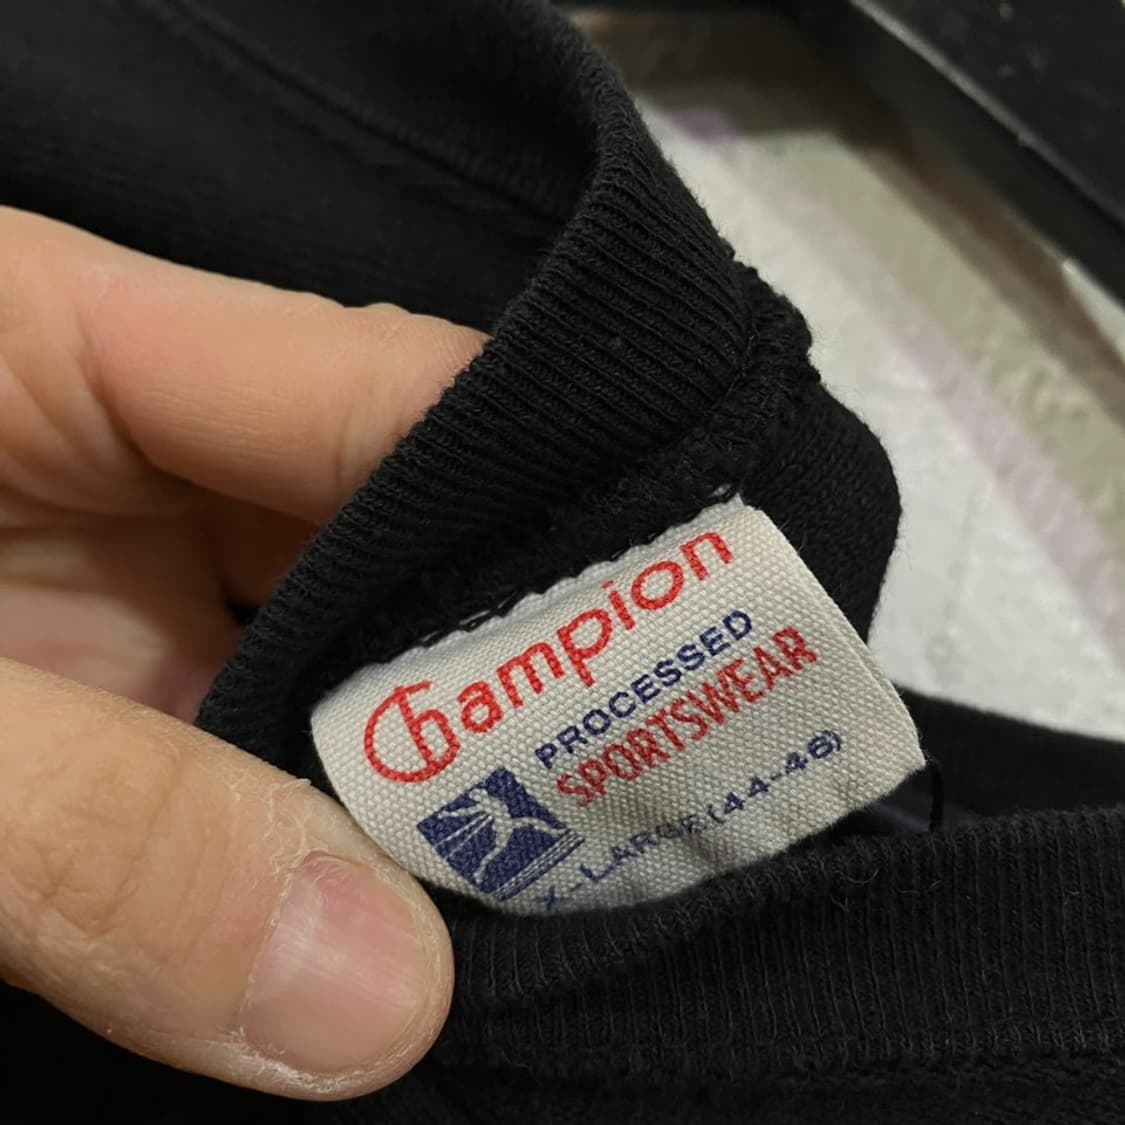 Champion
PROCESSED
SPORTSWEAR
X-LARGE (44-46)